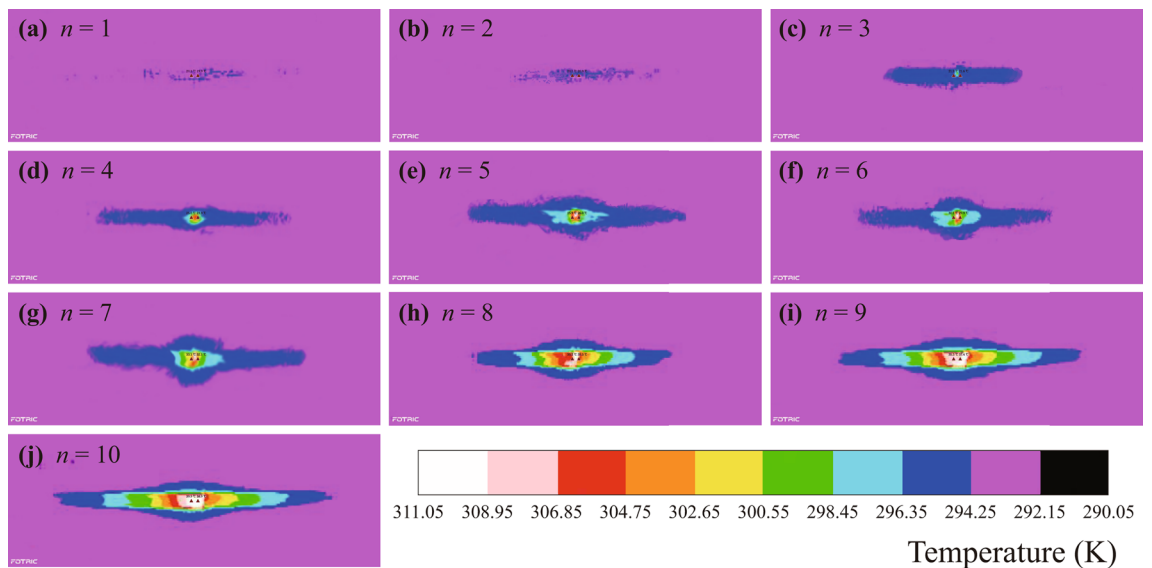 (a) n = 1
(b) n = 2
(c) n = 3
FOTRIC
FOTRIC
FOTRIC
(d) n = 4
(e) n = 5
(f) n = 6
FOTRIC
FOTRIC
FOTRIC
(g) n = 7
(h) n = 8
(i) n = 9
FOTRIC
FOTRIC
FOTRIC
(j) n = 10
FOTRIC
311.05 308.95 306.85 304.75 302.65 300.55 298.45 296.35 294.25 292.15 290.05
Temperature (K)